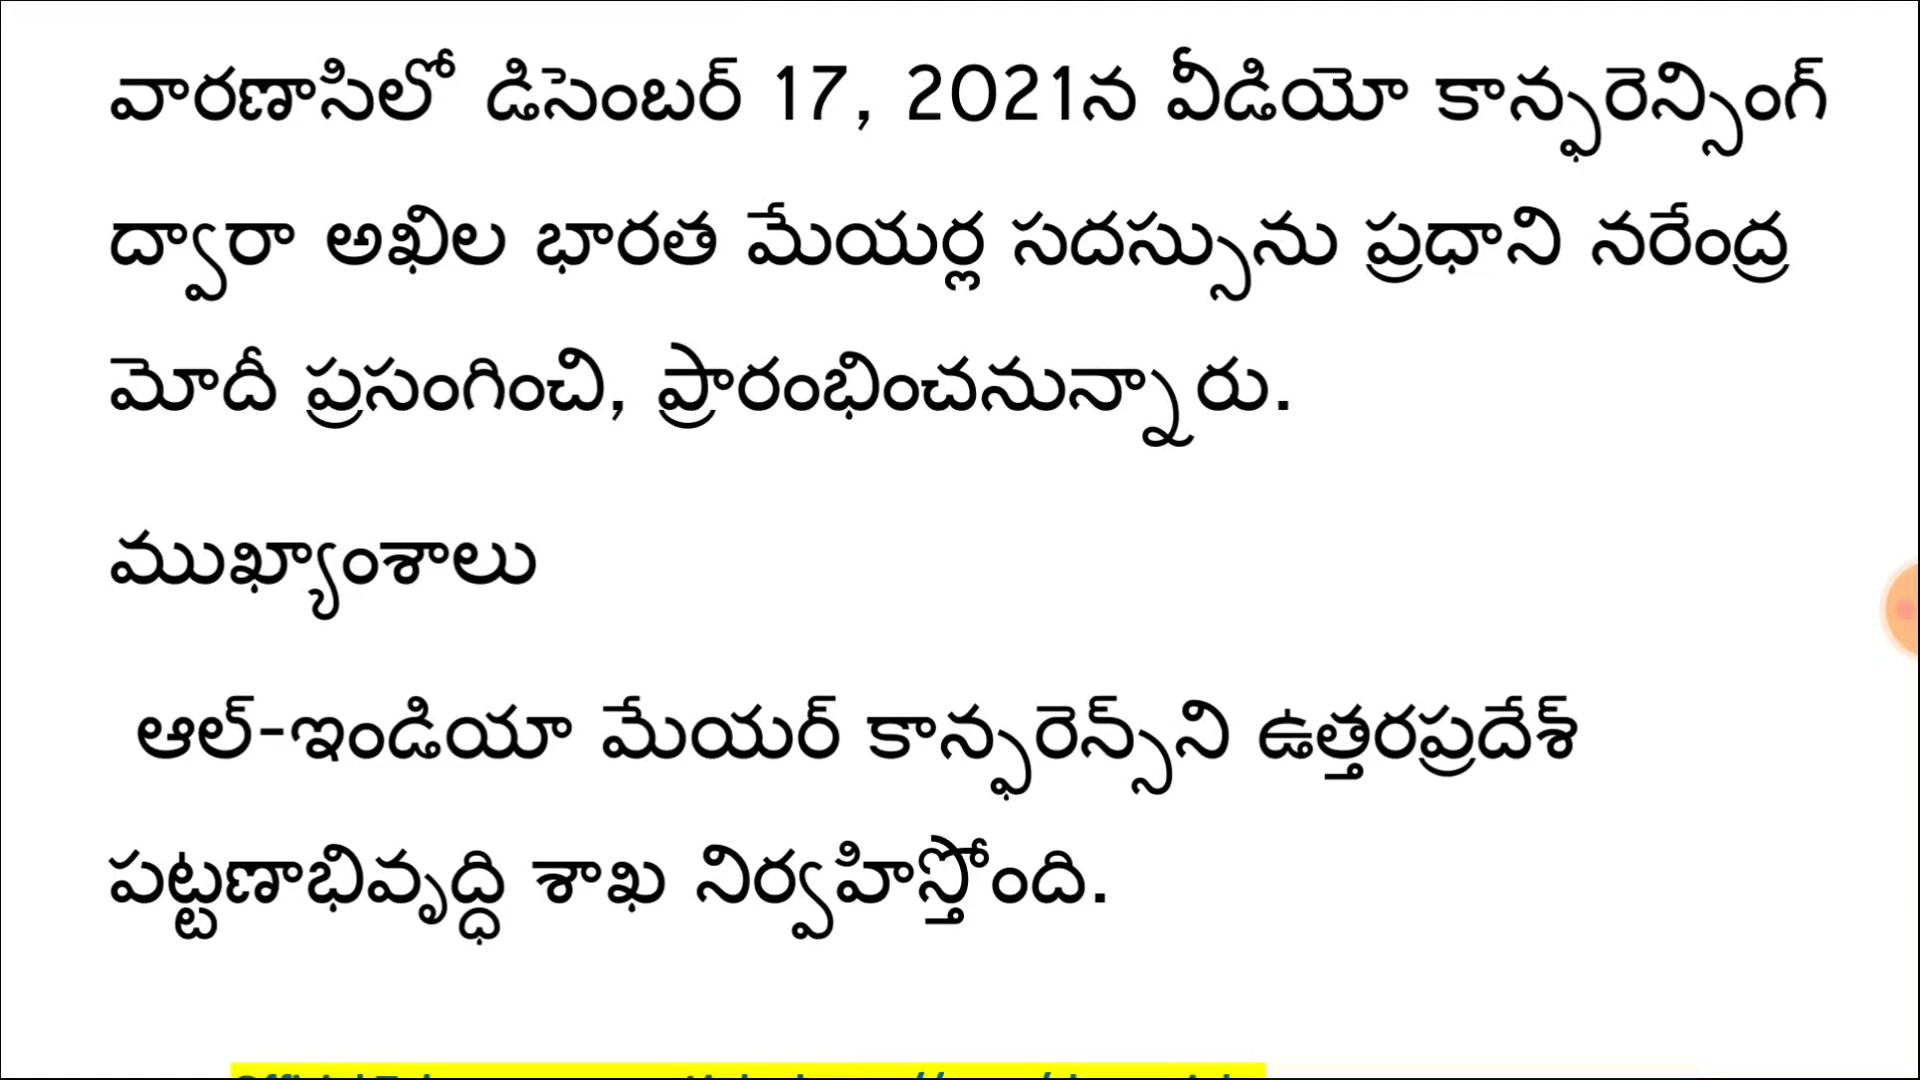 వారణాసిలో డిసెంబర్ 17, 2021న వీడియో కాన్ఫరెన్సింగ్
ద్వారా అఖిల భారత మేయర్ల సదస్సును ప్రధాని నరేంద్ర
మోదీ ప్రసంగించి, ప్రారంభించనున్నారు.
ముఖ్యాంశాలు
ఆల్-ఇండియా మేయర్ కాన్ఫరెన్స్‌ని ఉత్తరప్రదేశ్
పట్టణాభివృద్ధి శాఖ నిర్వహిస్తోంది.